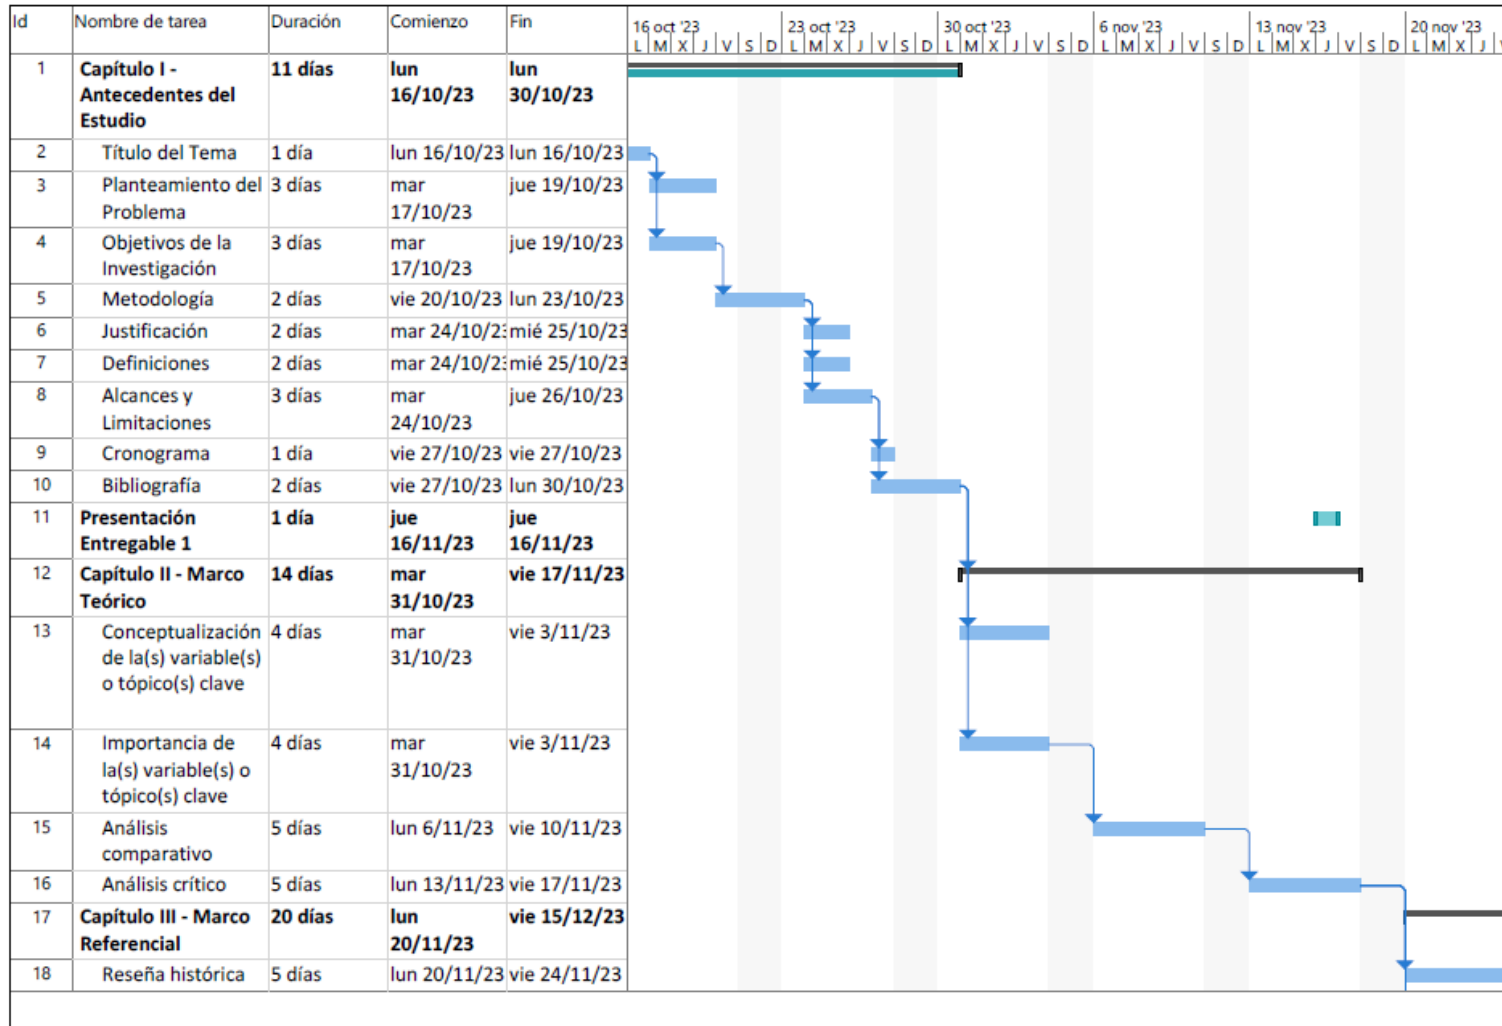 Id Nombre de tarea Duración Comienzo Fin 16 oct '23 23 oct '23 30 oct '23 6 nov '23 13 nov '23 20 nov '23
L M X J V S D L M X J V S D L M X J V S D L M X J V S D L M X J V S D L M X J V
1 Capítulo I - 11 días lun lun
Antecedentes del 16/10/23 30/10/23
Estudio
2 Título del Tema 1 día lun 16/10/23 lun 16/10/23
3 Planteamiento del 3 días mar jue 19/10/23
Problema 17/10/23
4 Objetivos de la 3 días mar jue 19/10/23
Investigación 17/10/23
5 Metodología 2 días vie 20/10/23 lun 23/10/23
6 Justificación 2 días mar 24/10/23 mié 25/10/23
7 Definiciones 2 días mar 24/10/23 mié 25/10/23
8 Alcances y 3 días mar jue 26/10/23
Limitaciones 24/10/23
9 Cronograma 1 día vie 27/10/23 vie 27/10/23
10 Bibliografía 2 días vie 27/10/23 lun 30/10/23
11 Presentación 1 día jue jue
Entregable 1 16/11/23 16/11/23
12 Capítulo II - Marco 14 días mar vie 17/11/23
Teórico 31/10/23
13 Conceptualización 4 días mar vie 3/11/23
de la(s) variable(s) 31/10/23
o tópico(s) clave
14 Importancia de 4 días mar vie 3/11/23
la(s) variable(s) o 31/10/23
tópico(s) clave
15 Análisis 5 días lun 6/11/23 vie 10/11/23
comparativo
16 Análisis crítico 5 días lun 13/11/23 vie 17/11/23
17 Capítulo III - Marco 20 días lun vie 15/12/23
Referencial 20/11/23
18 Reseña histórica 5 días lun 20/11/23 vie 24/11/23